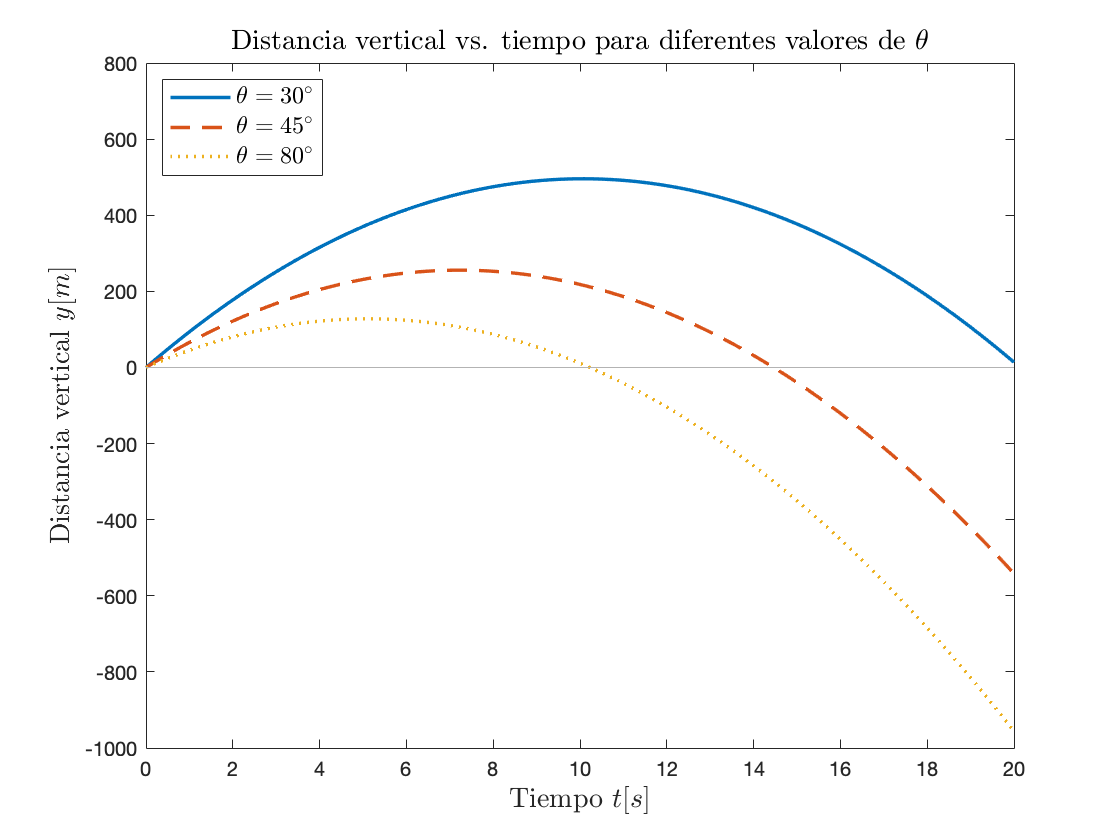 Distancia vertical vs. tiempo para diferentes valores de θ
θ = 30°
θ = 45°
θ = 80°
800
600
400
200
0
-200
-400
-600
-800
-1000
Distancia vertical y[m]
0 2 4 6 8 10 12 14 16 18 20
Tiempo t[s]